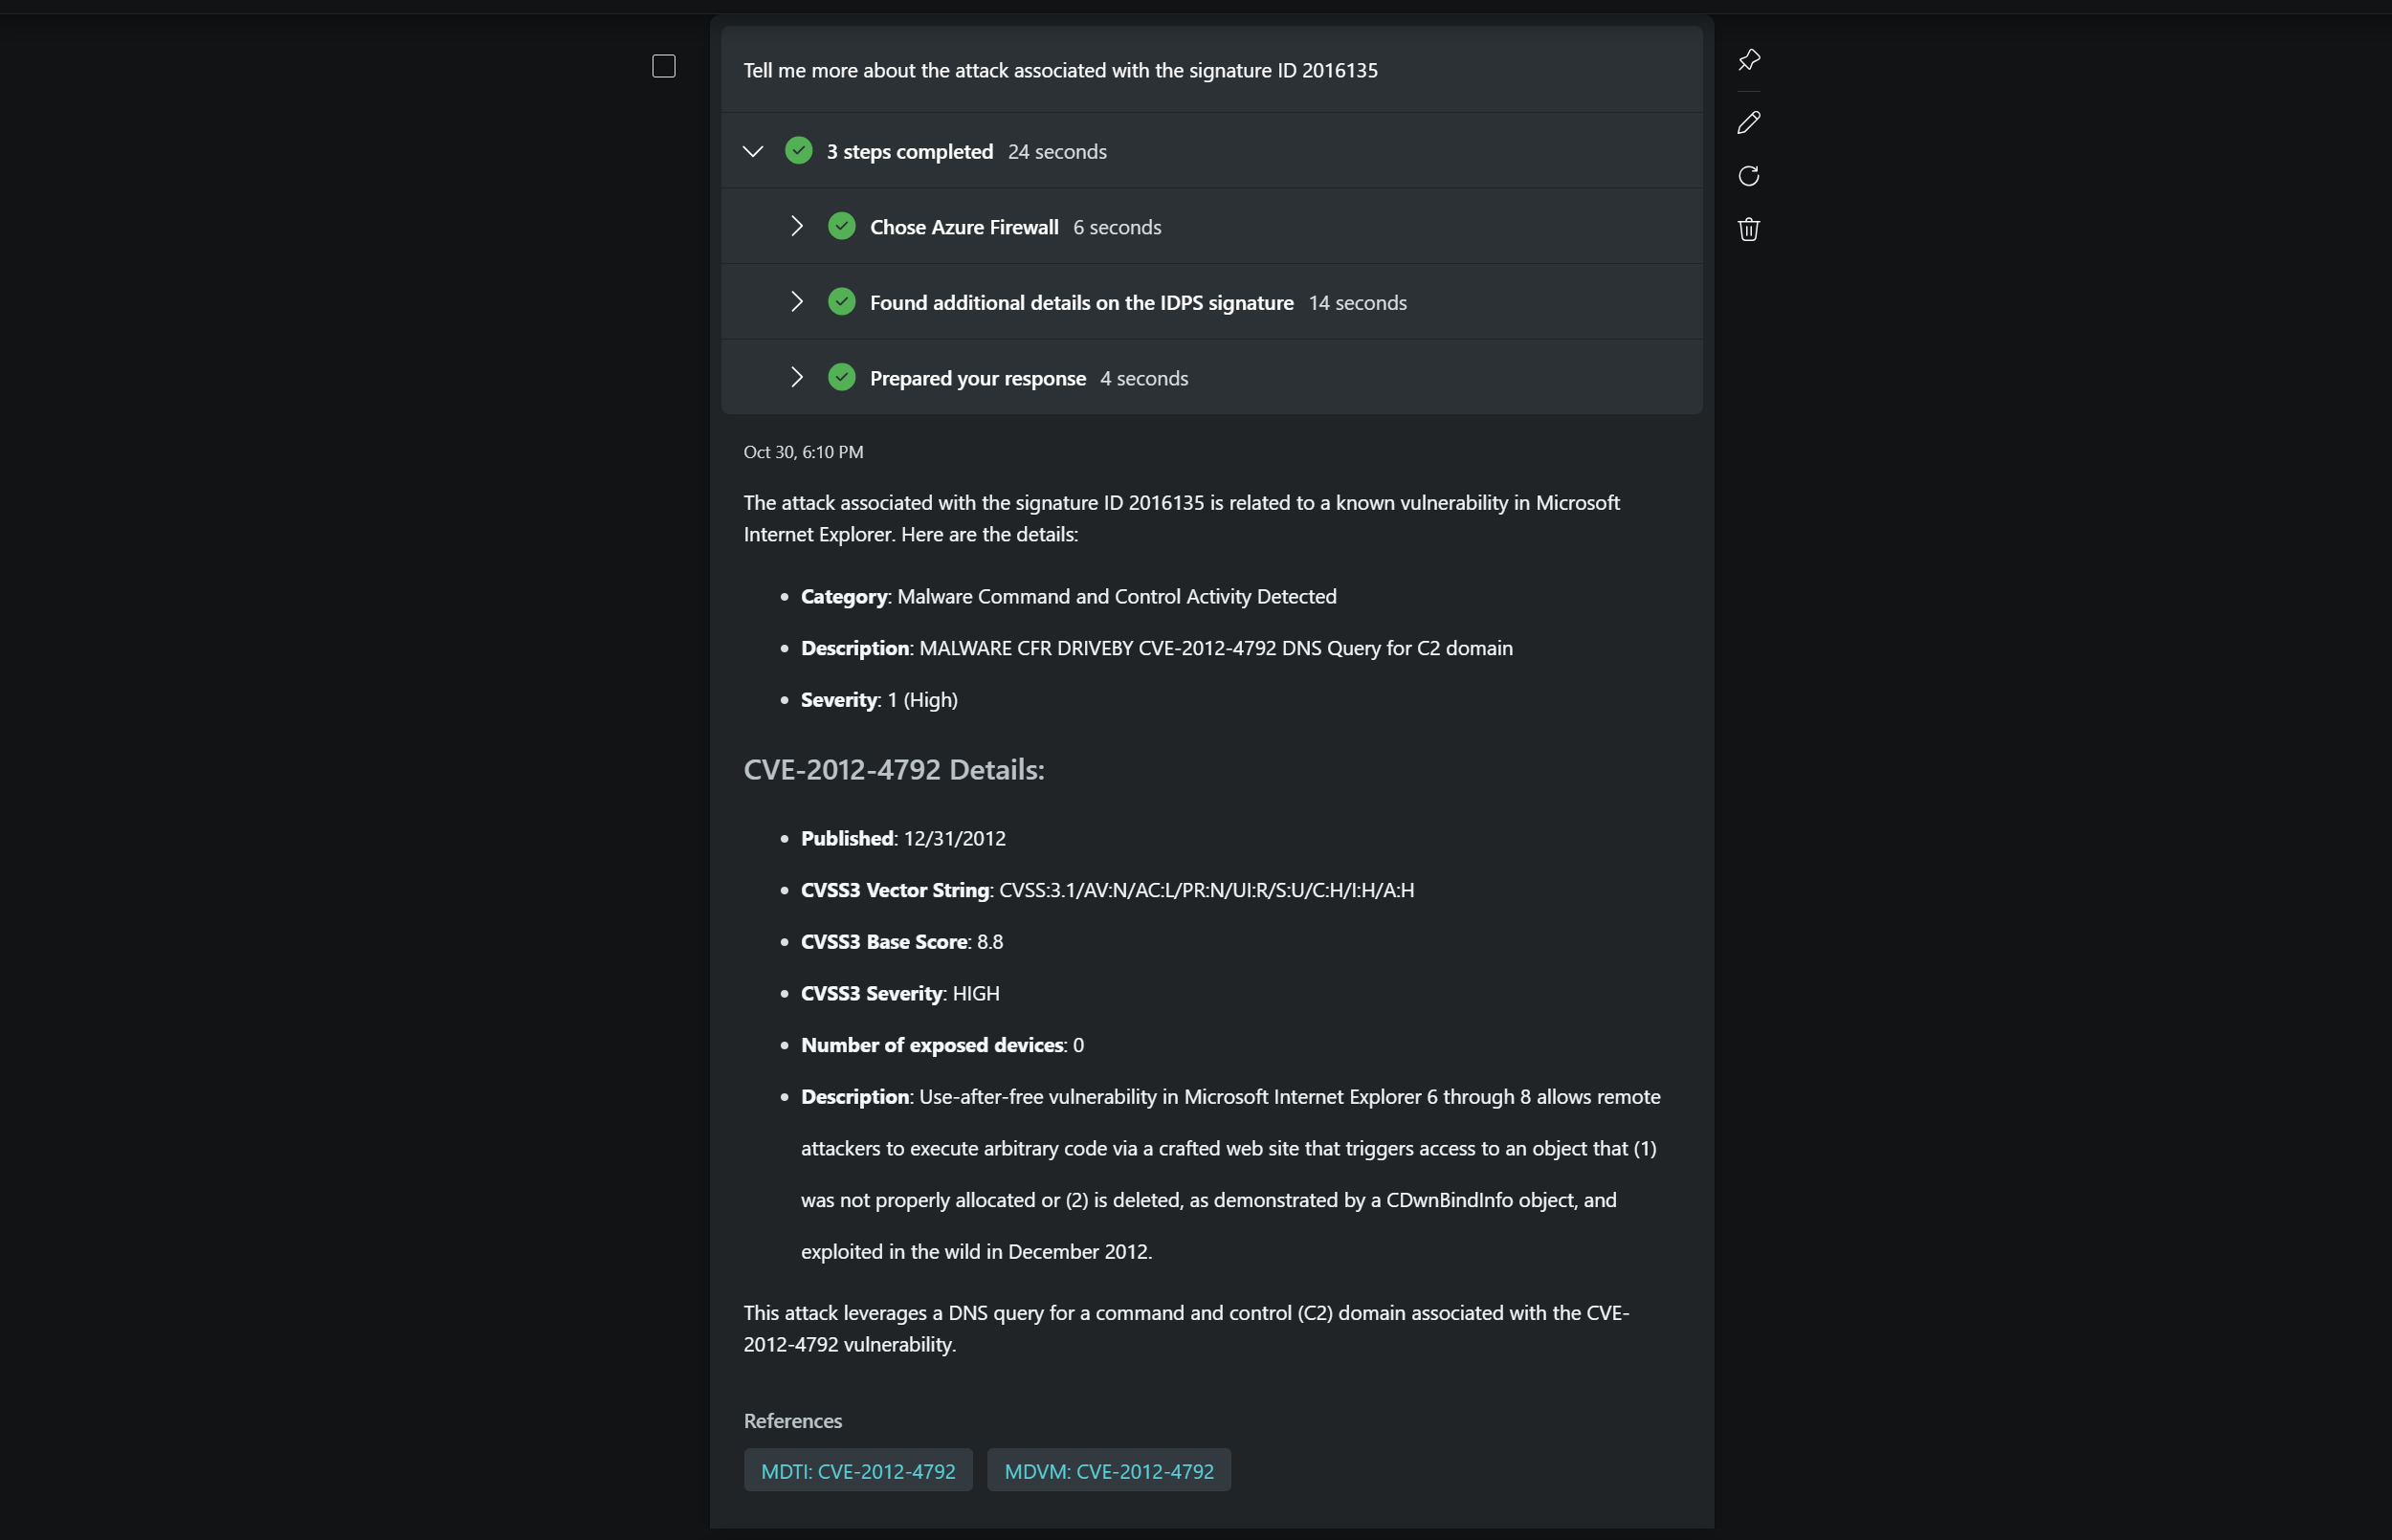 Tell me more about the attack associated with the signature ID 2016135
3 steps completed 24 seconds
Chose Azure Firewall 6 seconds
Found additional details on the IDPS signature 14 seconds
Prepared your response 4 seconds
Oct 30, 6:10 PM
The attack associated with the signature ID 2016135 is related to a known vulnerability in Microsoft
Internet Explorer. Here are the details:
• Category: Malware Command and Control Activity Detected
• Description: MALWARE CFR DRIVEBY CVE-2012-4792 DNS Query for C2 domain
• Severity: 1 (High)
CVE-2012-4792 Details:
• Published: 12/31/2012
• CVSS3 Vector String: CVSS:3.1/AV:N/AC:L/PR:N/UI:R/S:U/C:H/I:H/A:H
• CVSS3 Base Score: 8.8
• CVSS3 Severity: HIGH
• Number of exposed devices: 0
• Description: Use-after-free vulnerability in Microsoft Internet Explorer 6 through 8 allows remote
attackers to execute arbitrary code via a crafted web site that triggers access to an object that (1)
was not properly allocated or (2) is deleted, as demonstrated by a CDwnBindInfo object, and
exploited in the wild in December 2012.
This attack leverages a DNS query for a command and control (C2) domain associated with the CVE-
2012-4792 vulnerability.
References
MDTI: CVE-2012-4792 MDVM: CVE-2012-4792